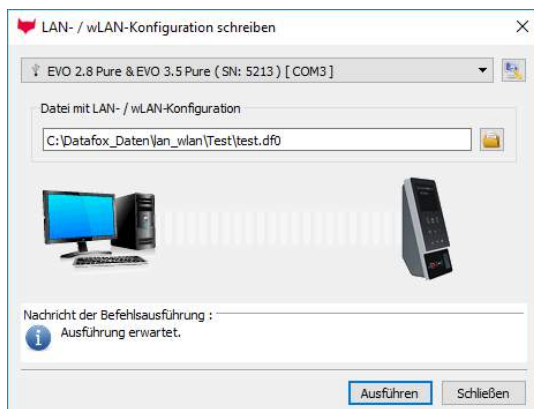 LAN- / wLAN-Konfiguration schreiben
EVO 2.8 Pure & EVO 3.5 Pure ( SN: 5213 ) [ COM3 ]
Datei mit LAN- / wLAN-Konfiguration
C:\Datafox_Daten\lan_wlan\Test\test.df0
Nachricht der Befehlsausführung :
Ausführung erwartet.
Ausführen
Schließen